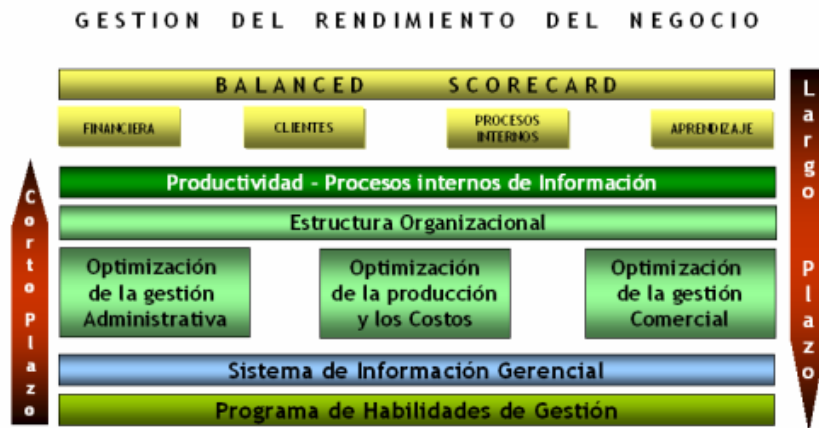 GESTION DEL RENDIMIENTO DEL NEGOCIO
BALANCED SCORECARD
FINANCIERA
CLIENTES
PROCESOS
INTERNOS
APRENDIZAJE
Productividad - Procesos internos de Información
Estructura Organizacional
Optimización
de la gestión
Administrativa
Optimización
de la producción
y los Costos
Optimización
de la gestión
Comercial
Sistema de Información Gerencial
Programa de Habilidades de Gestión
Corto Plazo
Largo Plazo